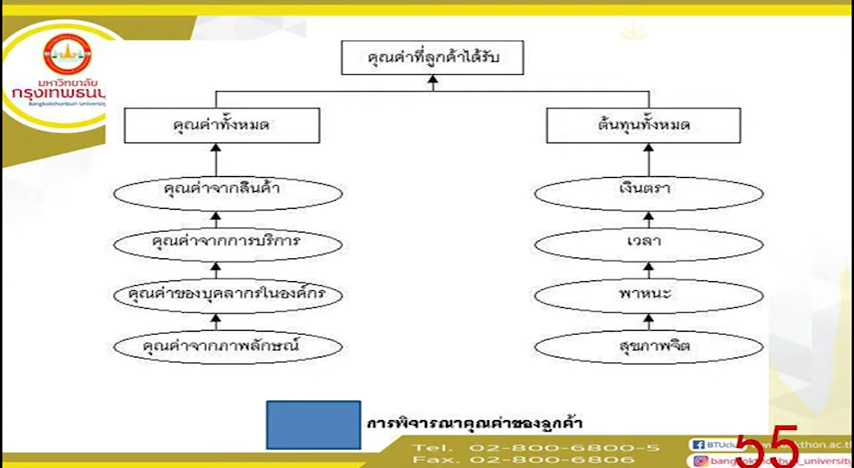 มหาวิทยาลัย
กรุงเทพธนบุ
Bangkokthonburi University
คุณค่าที่ลูกค้าได้รับ
คุณค่าทั้งหมด
ต้นทุนทั้งหมด
คุณค่าจากสินค้า
เงินตรา
คุณค่าจากการบริการ
เวลา
คุณค่าของบุคลากรในองค์กร
พาหนะ
คุณค่าจากภาพลักษณ์
สุขภาพจิต
การพิจารณาคุณค่าของลูกค้า
Tel. 02-800-6800-5
Fax. 02-800-6806
55